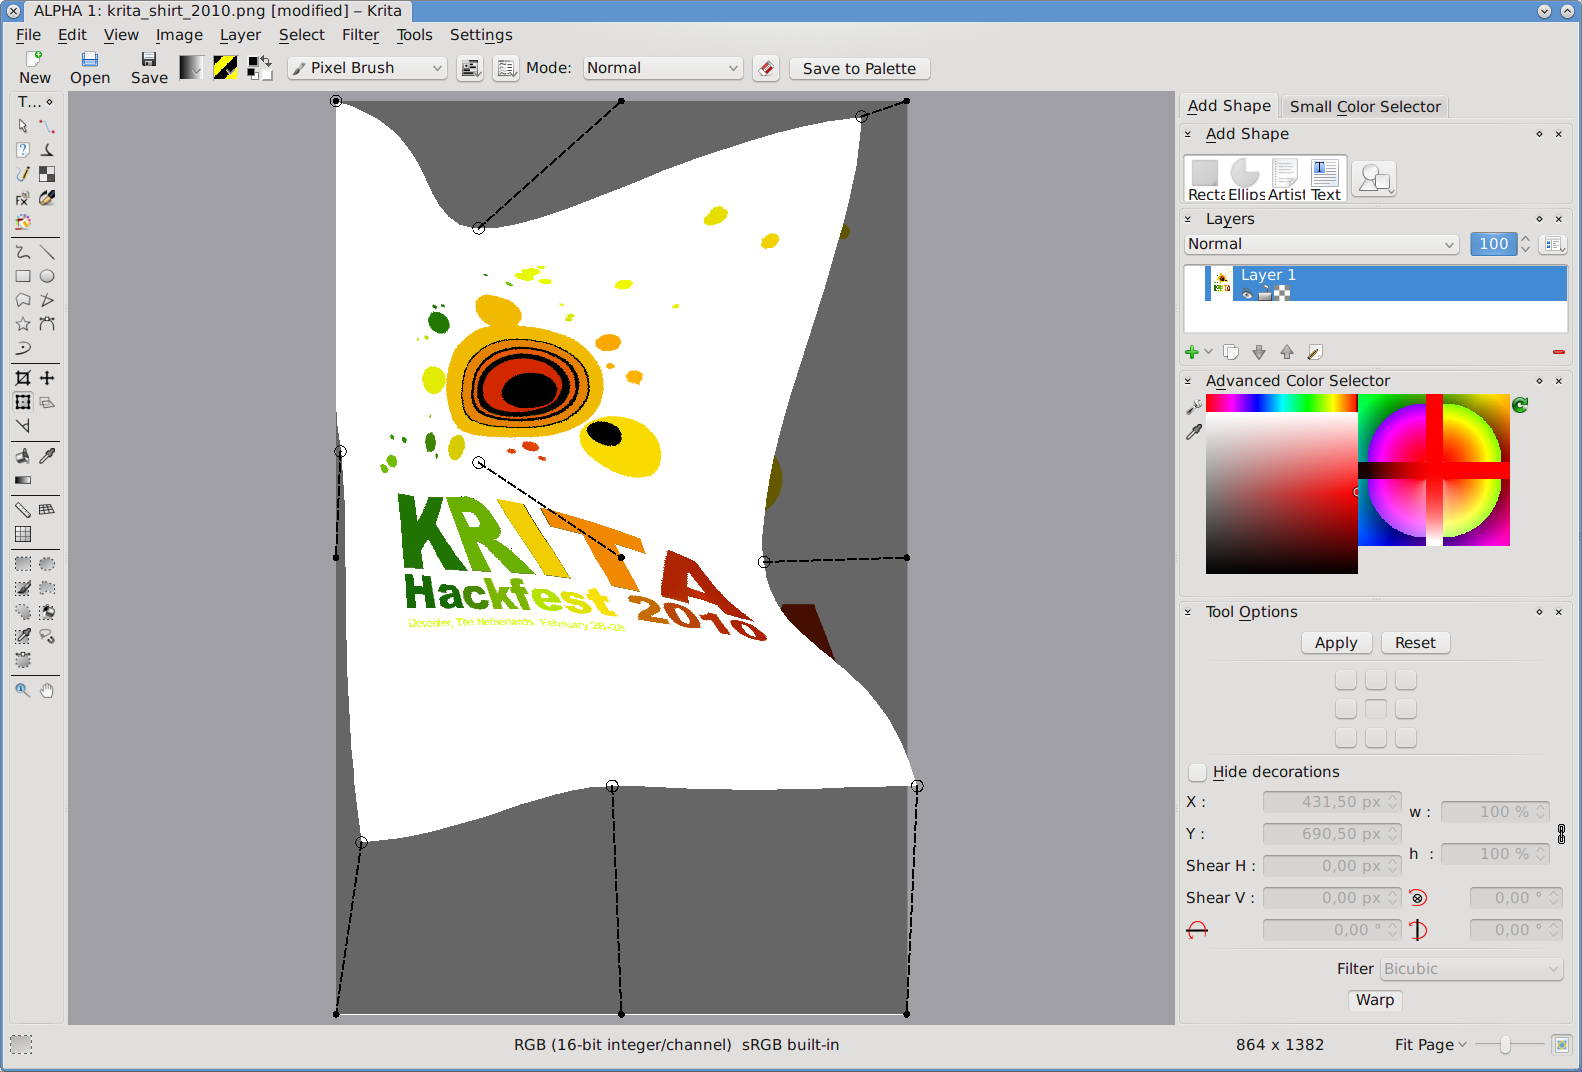 ALPHA 1: krita_shirt_2010.png [modified] – Krita
File Edit View Image Layer Select Filter Tools Settings
New Open Save Pixel Brush Mode: Normal Save to Palette
T...
Add Shape Small Color Selector
Add Shape
Recta Ellips Artist Text
Layers
Normal 100
Layer 1
Advanced Color Selector
KRITA
Hackfest 2010
Deventer, The Netherlands, February 26-28
Tool Options
Apply Reset
Hide decorations
X : 431,50 px w : 100 %
Y : 690,50 px h : 100 %
Shear H : 0,00 px
Shear V : 0,00 px 0,00 °
0,00 ° 0,00 °
Filter Bicubic
Warp
RGB (16-bit integer/channel) sRGB built-in 864 x 1382 Fit Page